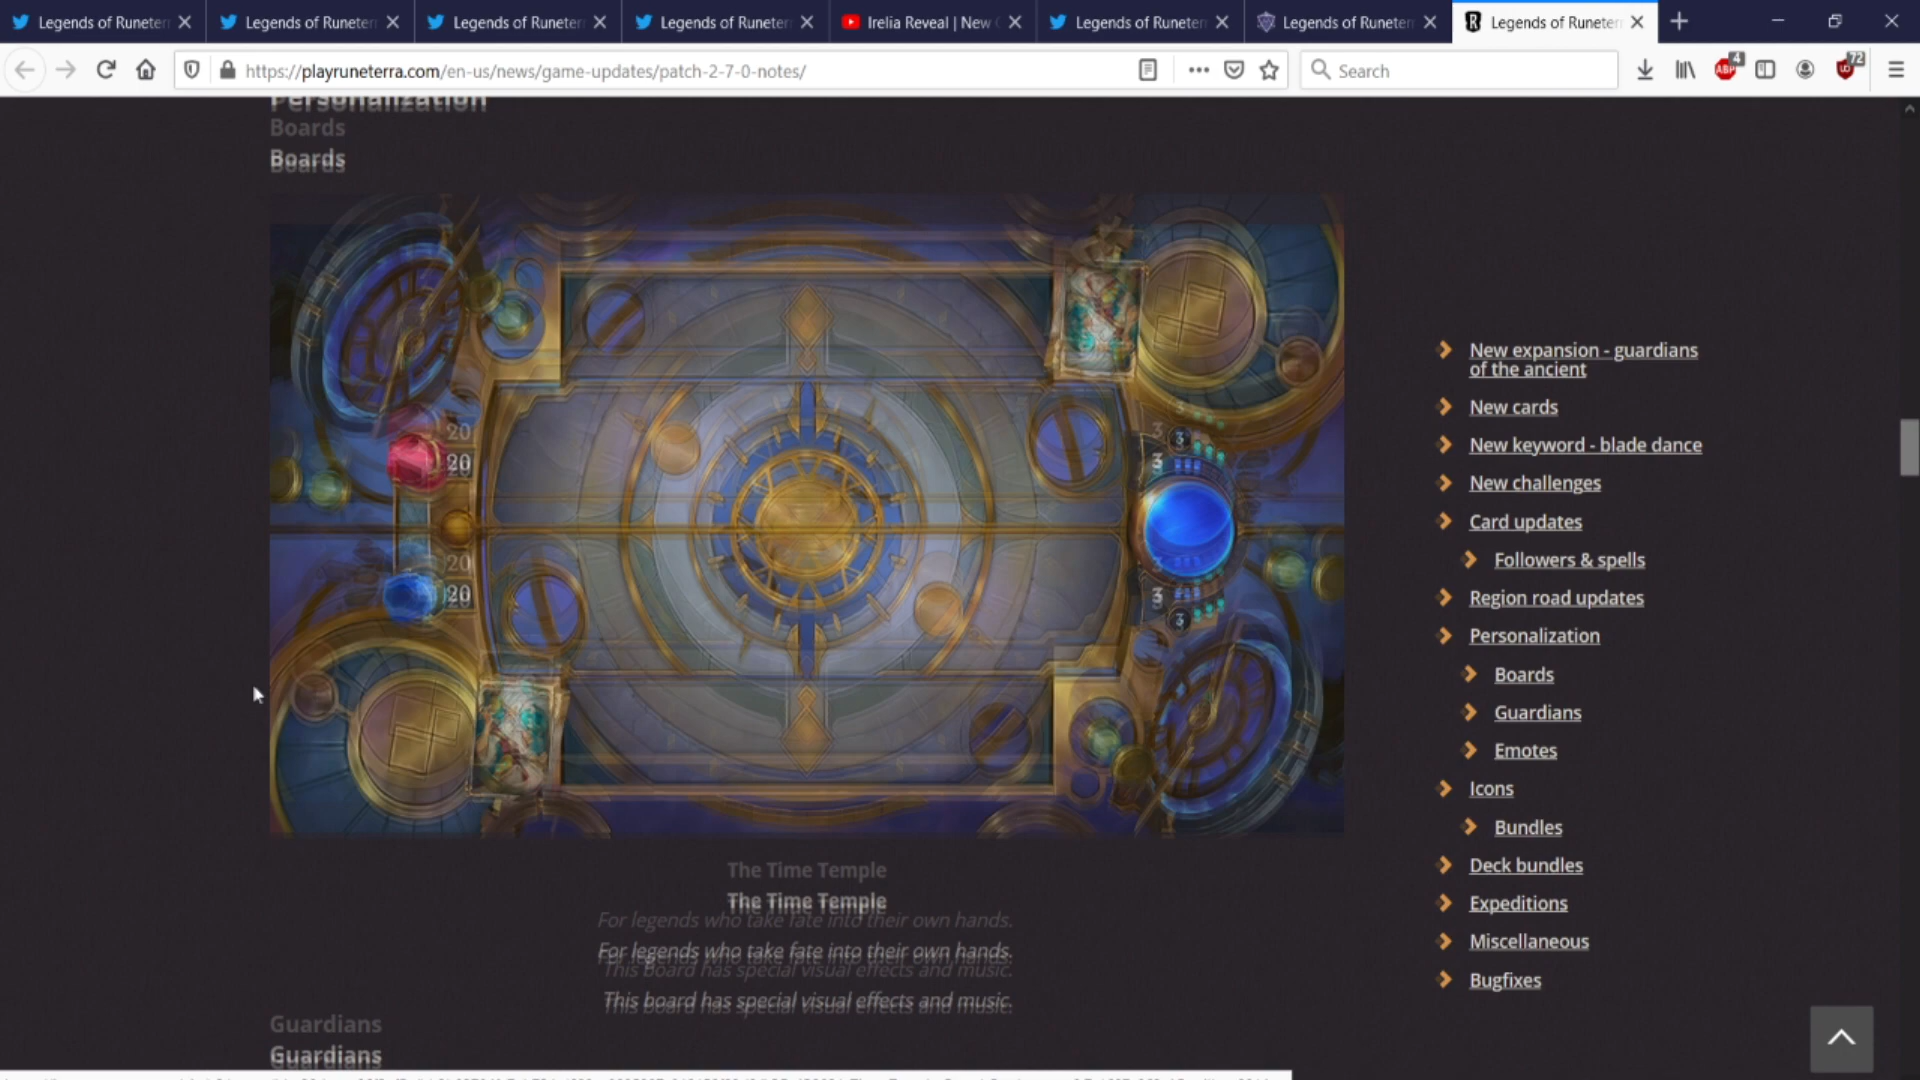 Legends of Runeter
Legends of Runeter
Legends of Runeter
Legends of Runeter
Irelia Reveal | New
Legends of Runeter
Legends of Runeter
Legends of Runeter
https://playruneterra.com/en-us/news/game-updates/patch-2-7-0-notes/
Search
ABP
4
72
Personalization
Boards
Boards
20
20
20
20
3
3
3
3
3
3
The Time Temple
The Time Temple
For legends who take fate into their own hands.
For legends who take fate into their own hands.
This board has special visual effects and music.
This board has special visual effects and music.
Guardians
Guardians
New expansion - guardians
of the ancient
New cards
New keyword - blade dance
New challenges
Card updates
Followers & spells
Region road updates
Personalization
Boards
Guardians
Emotes
Icons
Bundles
Deck bundles
Expeditions
Miscellaneous
Bugfixes